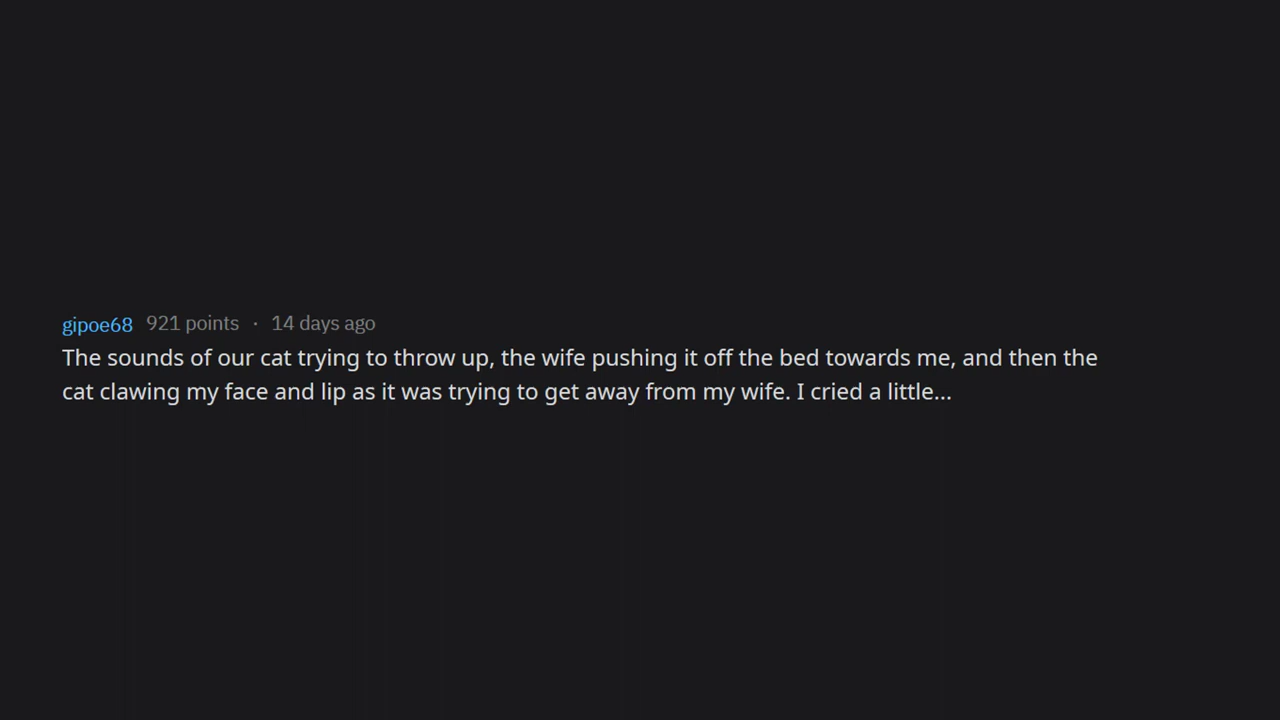 gipoe68 921 points · 14 days ago
The sounds of our cat trying to throw up, the wife pushing it off the bed towards me, and then the
cat clawing my face and lip as it was trying to get away from my wife. I cried a little...